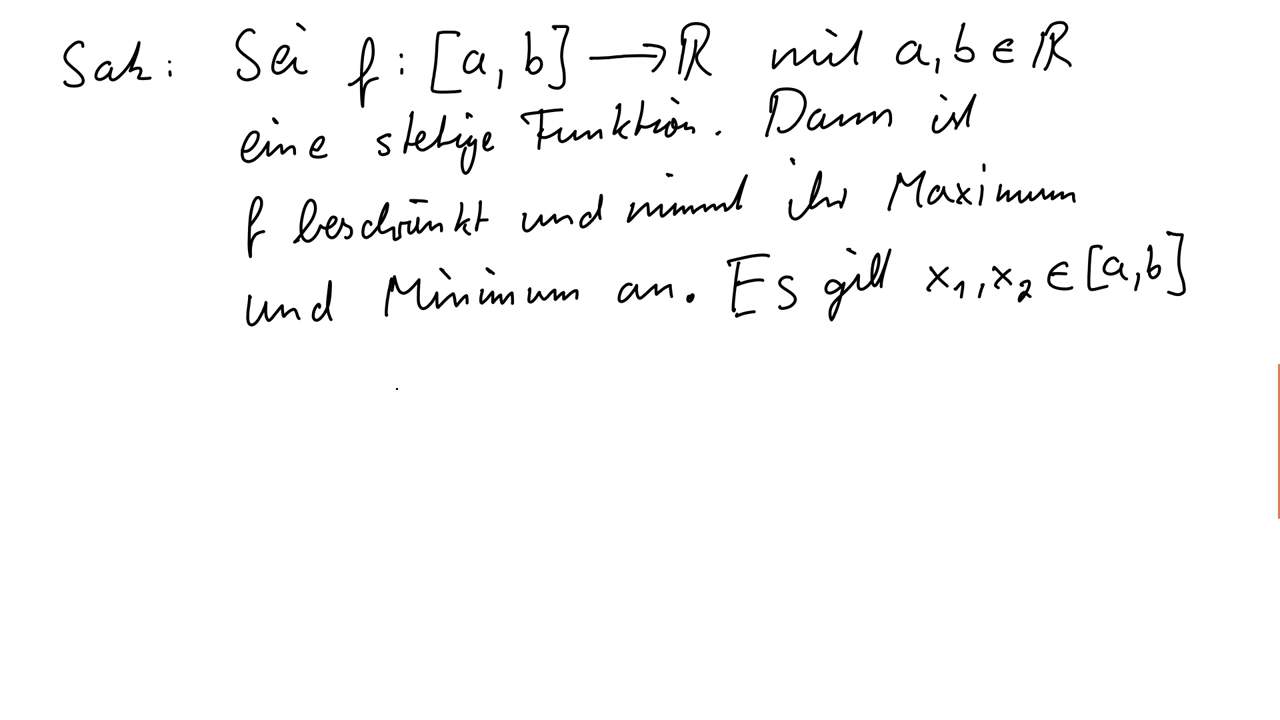 Satz: Sei f: [a, b] ⟶ ℝ mit a, b ∈ ℝ
eine stetige Funktion. Dann ist
f beschränkt und nimmt ihr Maximum
und Minimum an. Es gilt x₁, x₂ ∈ [a, b]